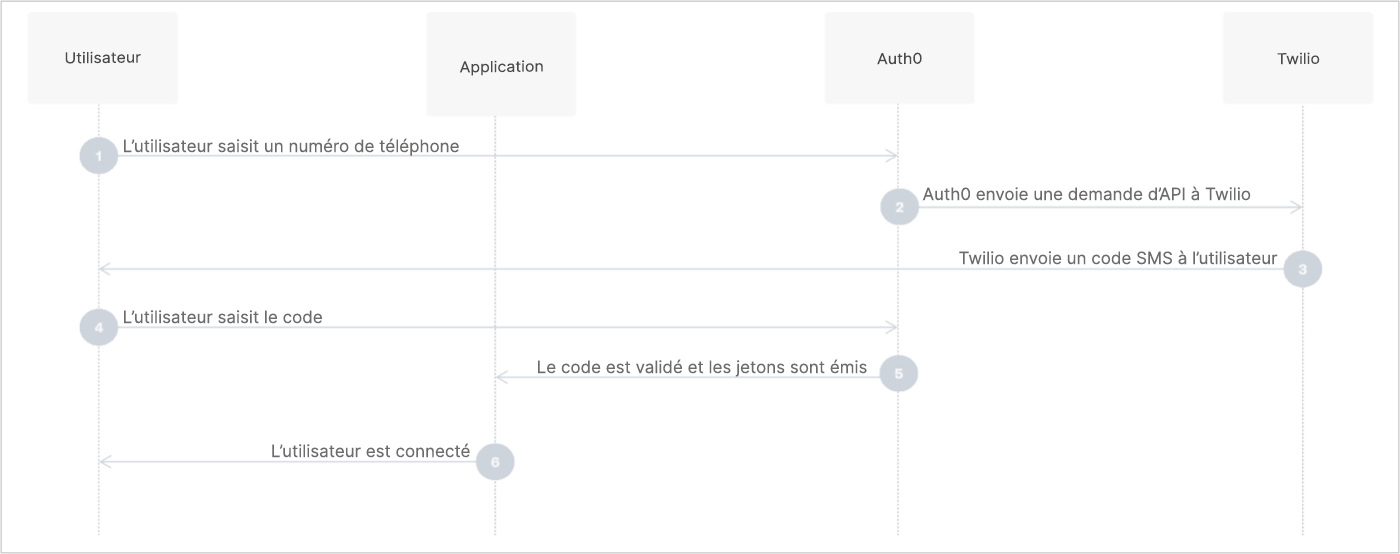 Utilisateur
Application
Auth0
Twilio
1
L’utilisateur saisit un numéro de téléphone
2
Auth0 envoie une demande d’API à Twilio
Twilio envoie un code SMS à l’utilisateur
3
4
L’utilisateur saisit le code
Le code est validé et les jetons sont émis
5
L’utilisateur est connecté
6